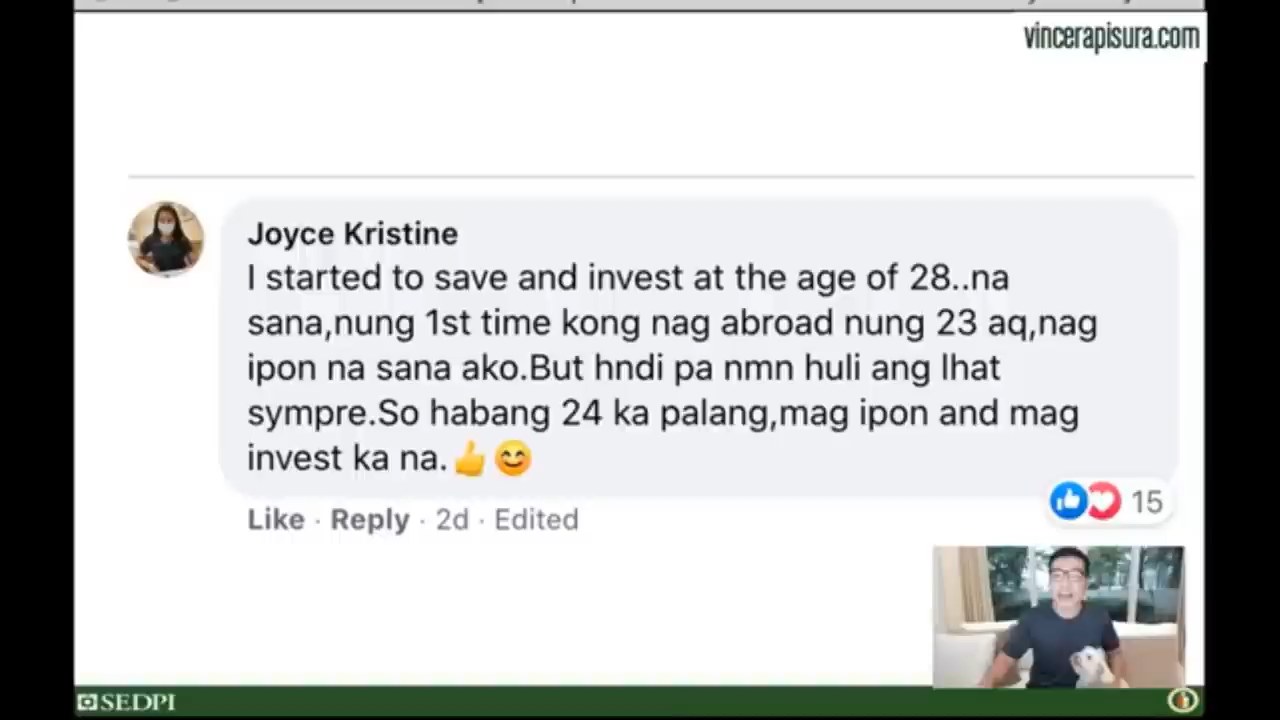 vincerapisura.com
Joyce Kristine
I started to save and invest at the age of 28..na
sana,nung 1st time kong nag abroad nung 23 aq,nag
ipon na sana ako.But hndi pa nmn huli ang lhat
sympre.So habang 24 ka palang,mag ipon and mag
invest ka na.👍😊
Like · Reply · 2d · Edited
15
SEDPI